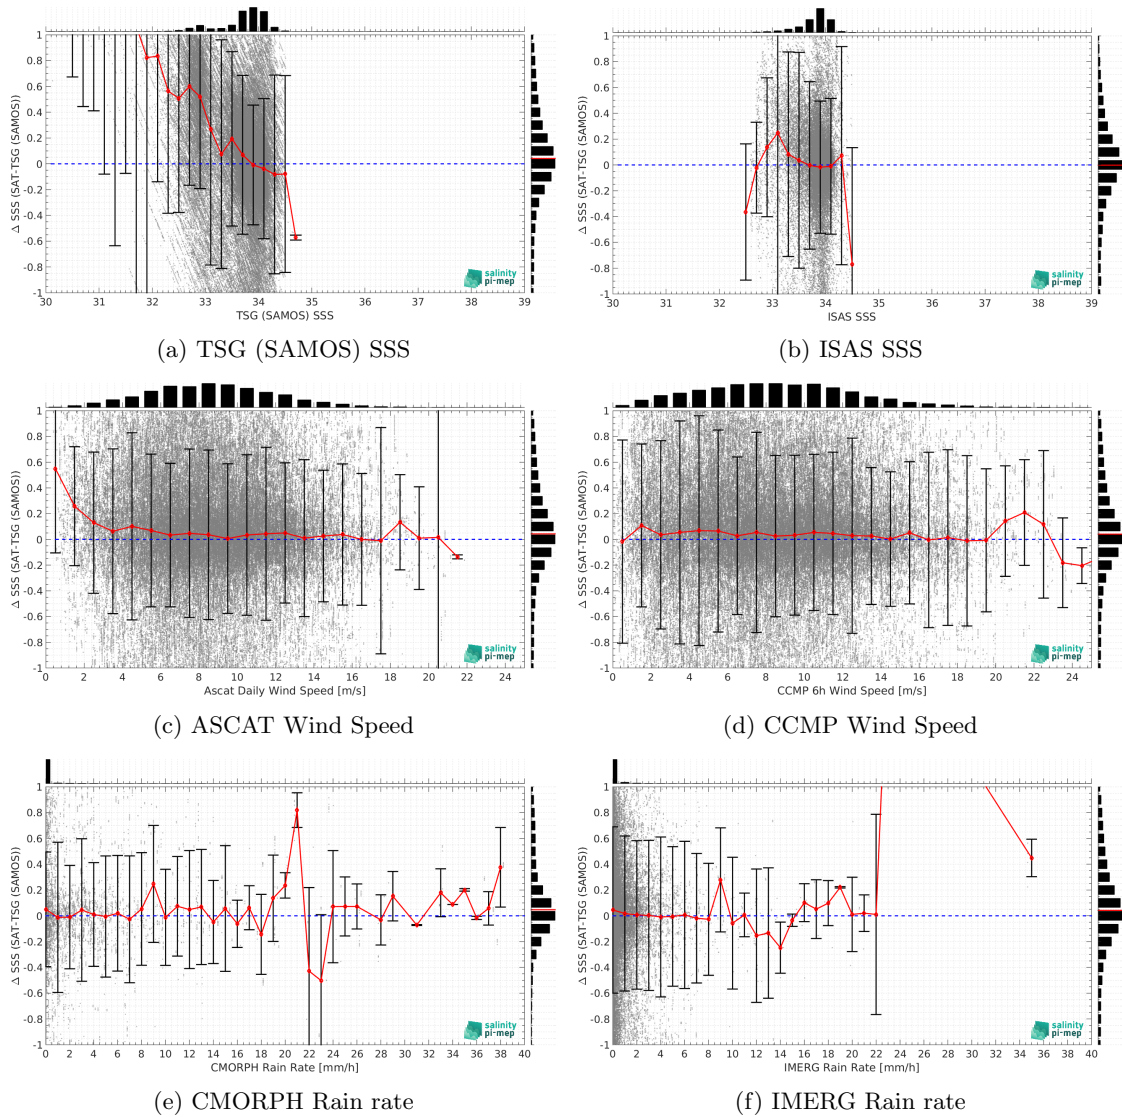 1
0.8
0.6
0.4
0.2
0
-0.2
-0.4
-0.6
-0.8
-1
Δ SSS (SAT-TSG (SAMOS))
salinity
pi-mep
30 31 32 33 34 35 36 37 38 39
TSG (SAMOS) SSS
(a) TSG (SAMOS) SSS
1
0.8
0.6
0.4
0.2
0
-0.2
-0.4
-0.6
-0.8
-1
Δ SSS (SAT-TSG (SAMOS))
salinity
pi-mep
30 31 32 33 34 35 36 37 38 39
ISAS SSS
(b) ISAS SSS
1
0.8
0.6
0.4
0.2
0
-0.2
-0.4
-0.6
-0.8
-1
Δ SSS (SAT-TSG (SAMOS))
salinity
pi-mep
0 2 4 6 8 10 12 14 16 18 20 22 24
Ascat Daily Wind Speed [m/s]
(c) ASCAT Wind Speed
1
0.8
0.6
0.4
0.2
0
-0.2
-0.4
-0.6
-0.8
-1
Δ SSS (SAT-TSG (SAMOS))
salinity
pi-mep
0 2 4 6 8 10 12 14 16 18 20 22 24
CCMP 6h Wind Speed [m/s]
(d) CCMP Wind Speed
1
0.8
0.6
0.4
0.2
0
-0.2
-0.4
-0.6
-0.8
-1
Δ SSS (SAT-TSG (SAMOS))
salinity
pi-mep
0 2 4 6 8 10 12 14 16 18 20 22 24 26 28 30 32 34 36 38 40
CMORPH Rain Rate [mm/h]
(e) CMORPH Rain rate
1
0.8
0.6
0.4
0.2
0
-0.2
-0.4
-0.6
-0.8
-1
Δ SSS (SAT-TSG (SAMOS))
salinity
pi-mep
0 2 4 6 8 10 12 14 16 18 20 22 24 26 28 30 32 34 36 38 40
IMERG Rain Rate [mm/h]
(f) IMERG Rain rate